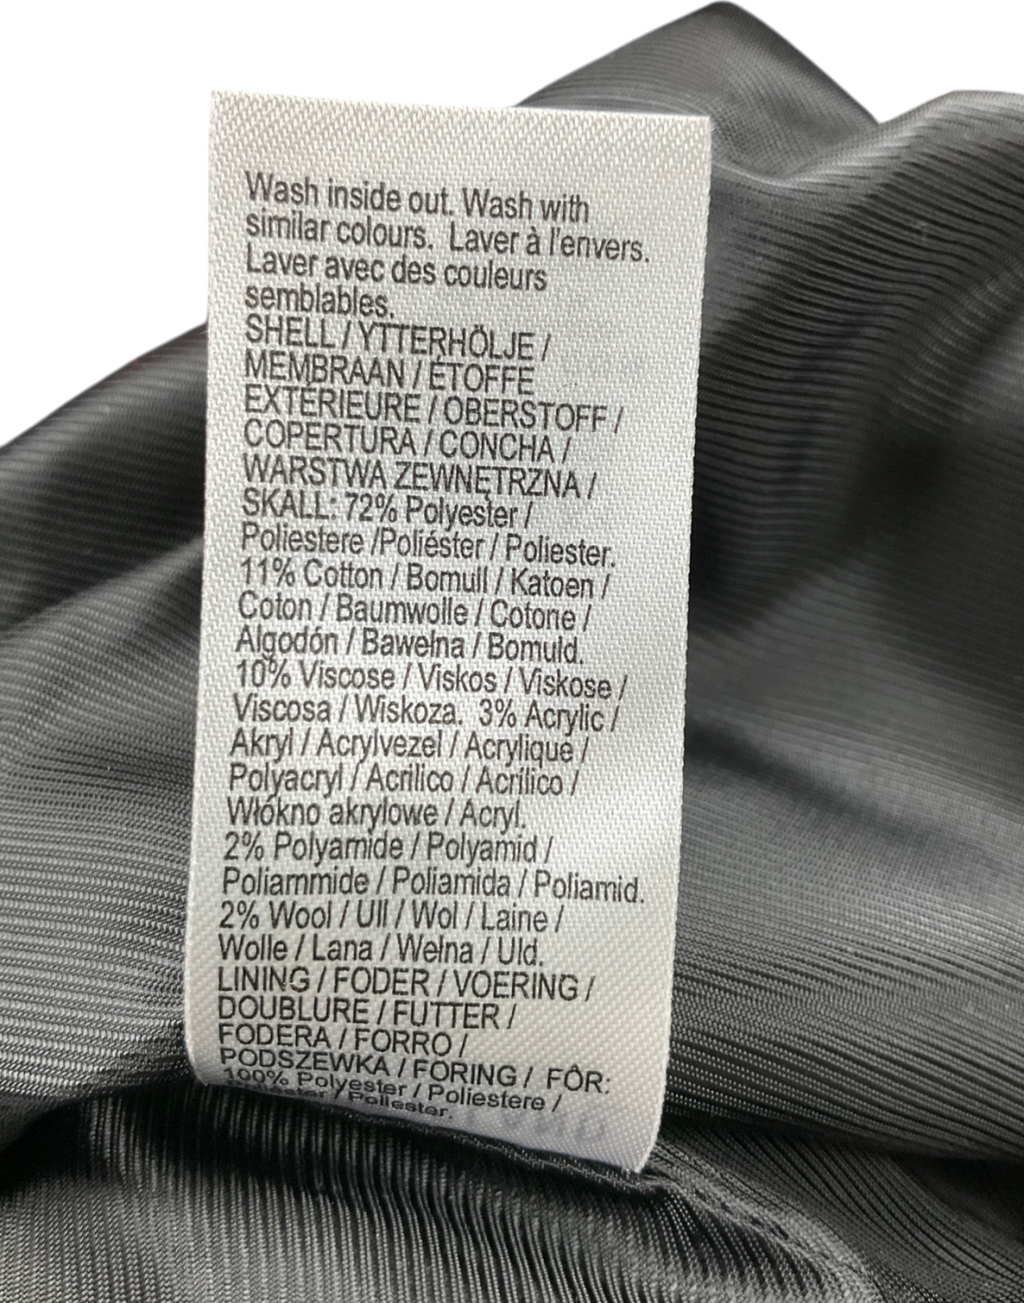 Wash inside out. Wash with
similar colours. Laver à l'envers.
Laver avec des couleurs
semblables.
SHELL / YTTERHÖLJE /
MEMBRAAN / ÉTOFFE
EXTÉRIEURE / OBERSTOFF /
COPERTURA / CONCHA /
WARSTWA ZEWNĘTRZNA /
SKALL: 72% Polyester /
Poliestere /Poliéster / Poliester.
11% Cotton / Bomull / Katoen /
Coton / Baumwolle / Cotone /
Algodón / Bawełna / Bomuld.
10% Viscose / Viskos / Viskose /
Viscosa / Wiskoza. 3% Acrylic /
Akryl / Acrylvezel / Acrylique /
Polyacryl / Acrilico / Acrílico /
Włókno akrylowe / Acryl.
2% Polyamide / Polyamid /
Poliammide / Poliamida / Poliamid.
2% Wool / Ull / Wol / Laine /
Wolle / Lana / Wełna / Uld.
LINING / FODER / VOERING /
DOUBLURE / FUTTER /
FODERA / FORRO /
PODSZEWKA / FORING / FÔR:
100% Polyester / Poliestere /
/ Poliester.